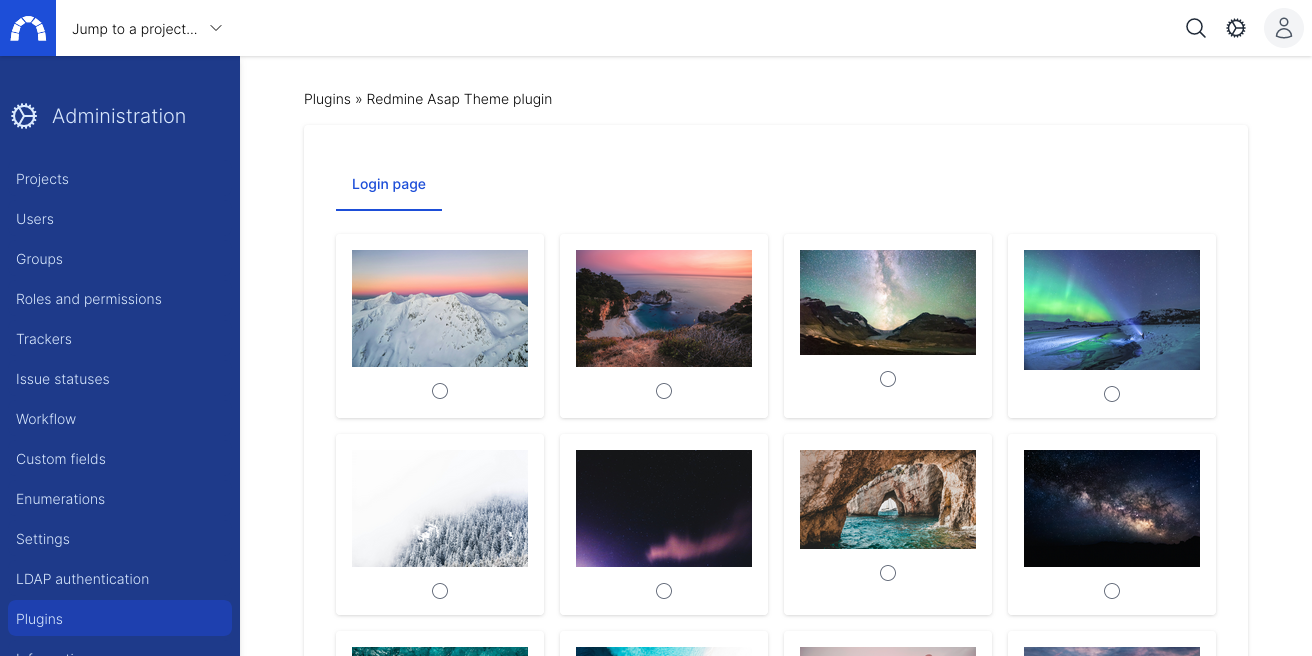 Jump to a project...
Administration
Projects
Users
Groups
Roles and permissions
Trackers
Issue statuses
Workflow
Custom fields
Enumerations
Settings
LDAP authentication
Plugins
Plugins » Redmine Asap Theme plugin
Login page